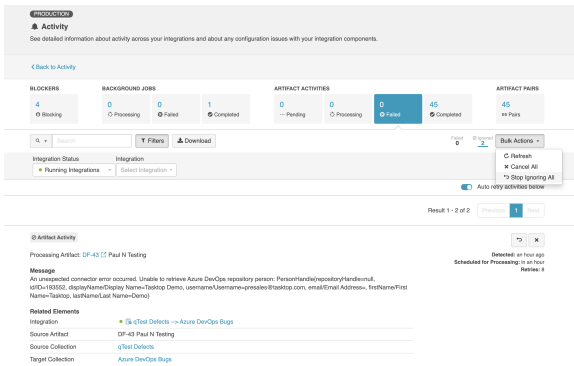 PRODUCTION
Activity
See detailed information about activity across your integrations and about any configuration issues with your integration components.
Back to Activity
BLOCKERS
BACKGROUND JOBS
ARTIFACT ACTIVITIES
ARTIFACT PAIRS
4 0 0 1 0 0 0 45 45
Blocking Processing Failed Completed Pending Processing Failed Completed Pairs
Search Filters Download
Failed Ignored Bulk Actions
0 2
Integration Status Integration
Running Integrations Select Integration
Refresh
Cancel All
Stop Ignoring All
Auto retry activities below
Result 1 - 2 of 2 Previous 1 Next
Artifact Activity
Processing Artifact: DF-43 Paul N Testing
Detected: an hour ago
Scheduled for Processing: in an hour
Retries: 8
Message
An unexpected connector error occurred. Unable to retrieve Azure DevOps repository person: PersonHandle(repositoryHandle=null,
id/ID=193552, displayName/Display Name=Tasktop Demo, username/Username=presales@tasktop.com, email/Email Address=, firstName/First
Name=Tasktop, lastName/Last Name=Demo)
Related Elements
Integration qTest Defects --> Azure DevOps Bugs
Source Artifact DF-43 Paul N Testing
Source Collection qTest Defects
Target Collection Azure DevOps Bugs